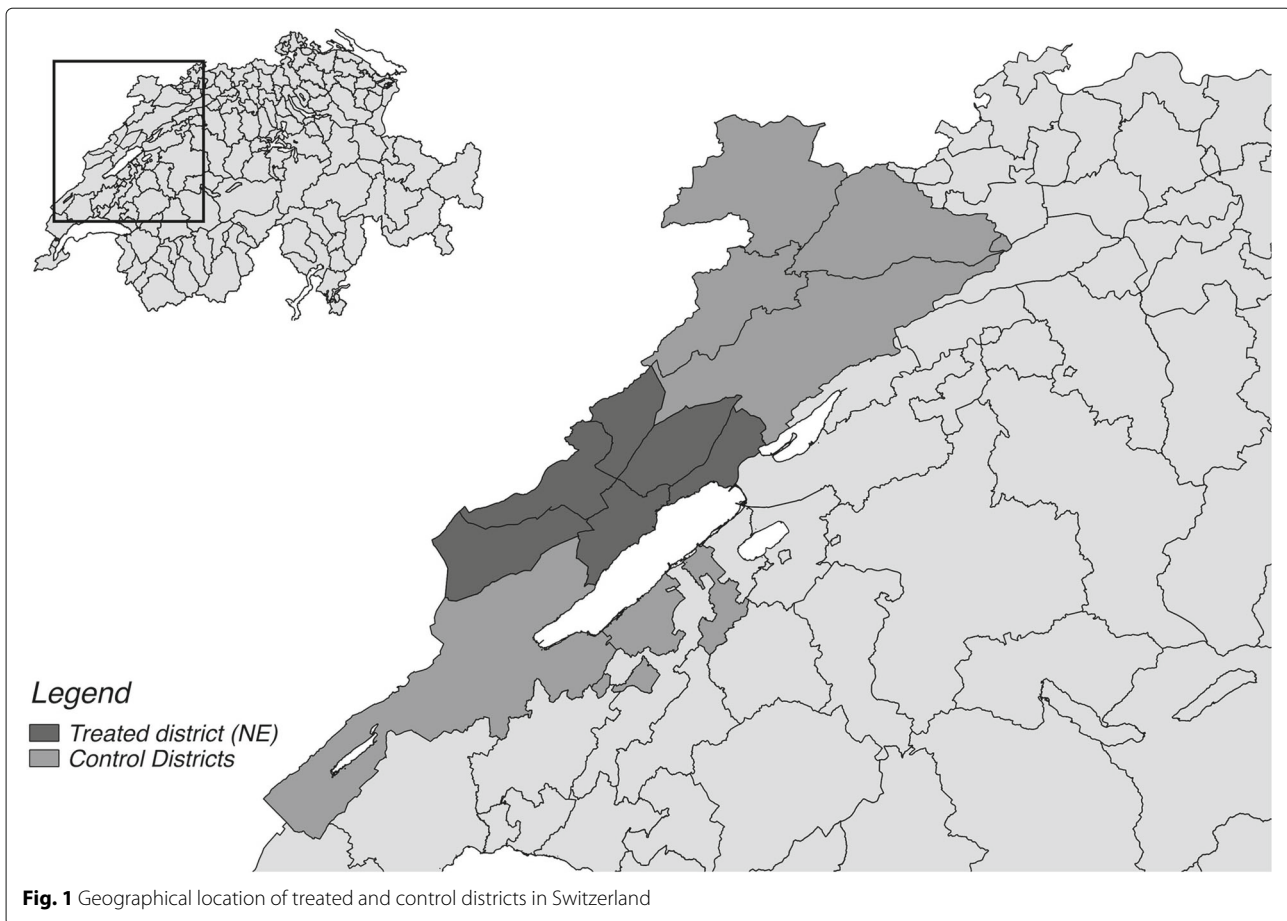 Legend
Treated district (NE)
Control Districts
Fig. 1 Geographical location of treated and control districts in Switzerland